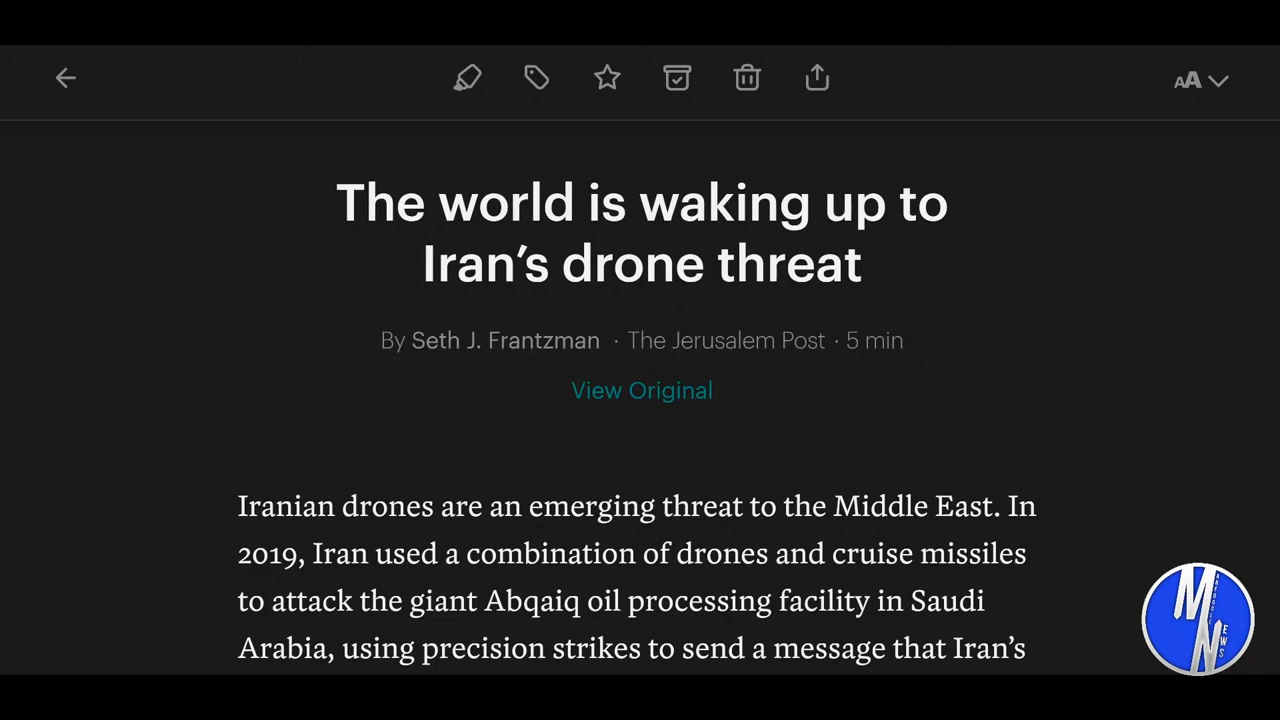 AA
The world is waking up to
Iran’s drone threat
By Seth J. Frantzman · The Jerusalem Post · 5 min
View Original
Iranian drones are an emerging threat to the Middle East. In
2019, Iran used a combination of drones and cruise missiles
to attack the giant Abqaiq oil processing facility in Saudi
Arabia, using precision strikes to send a message that Iran’s